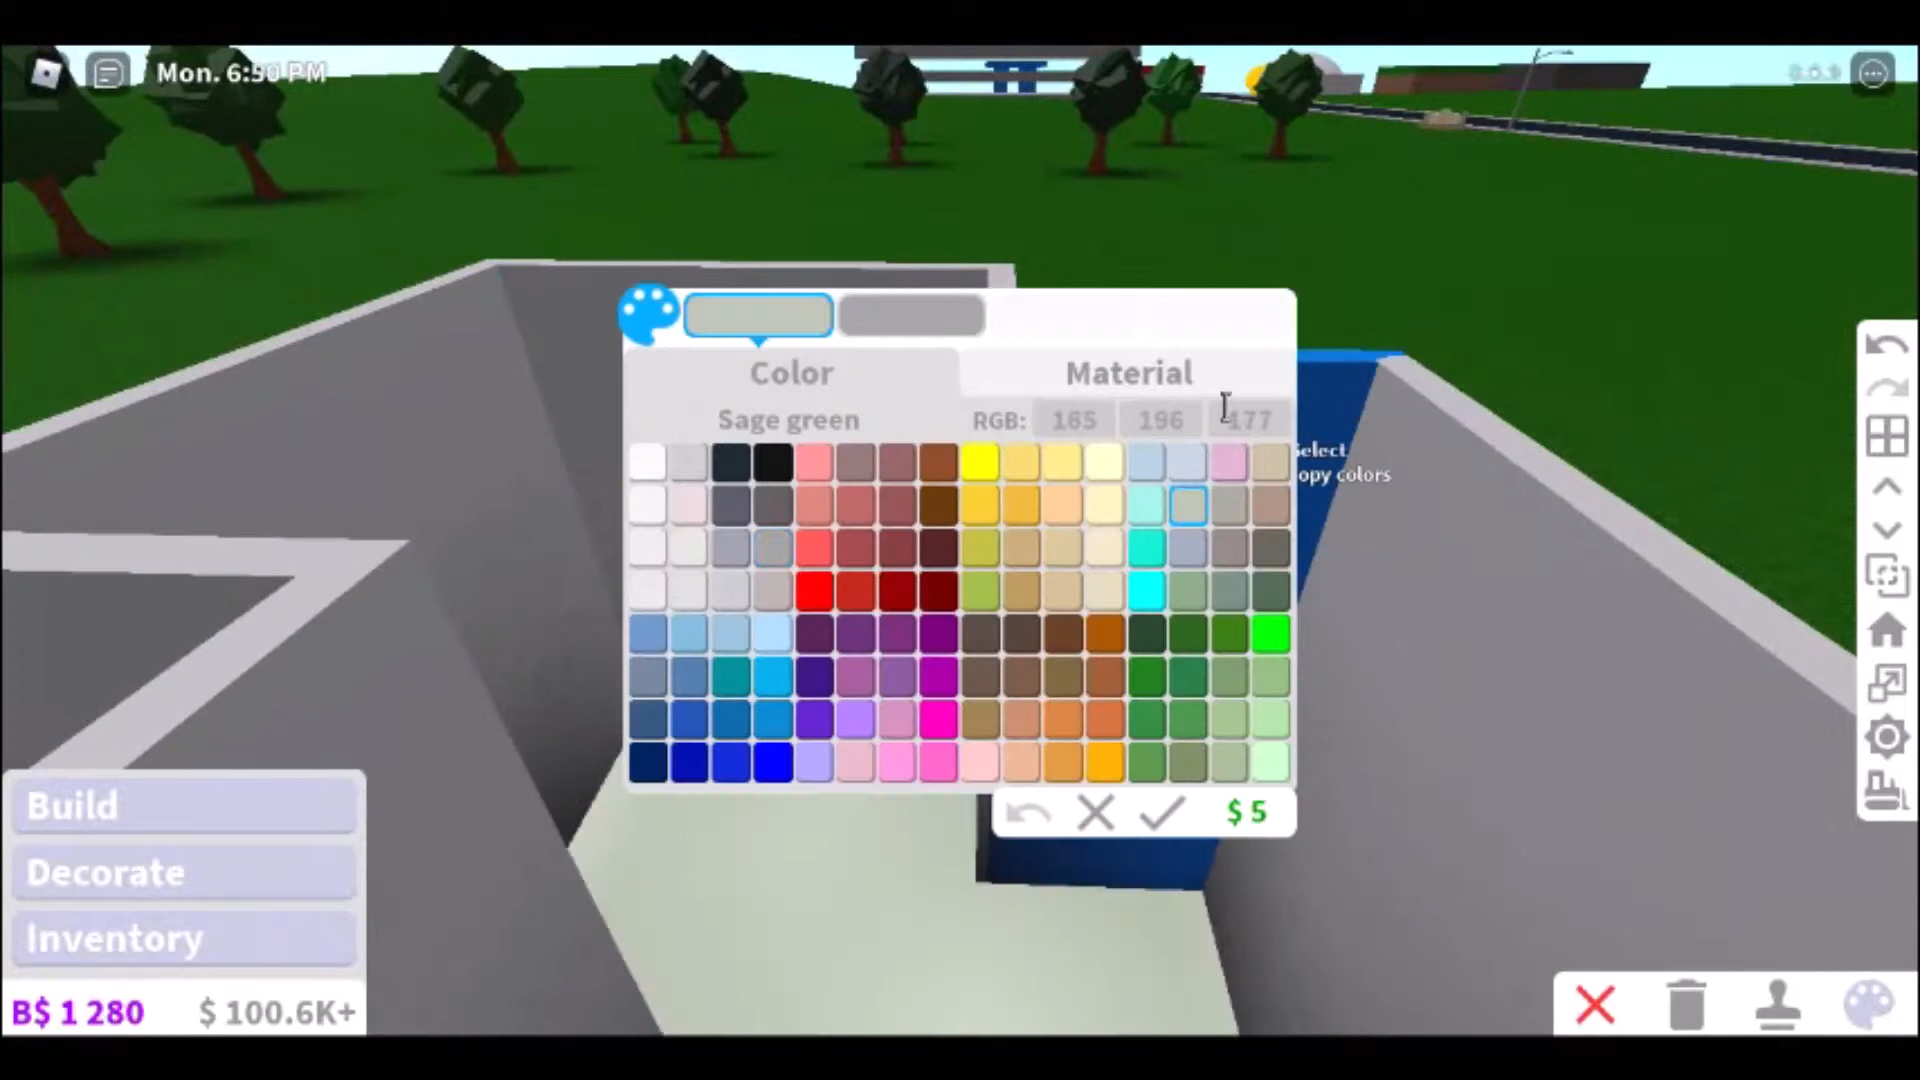 Mon. 6:50 PM
Color
Material
Sage green
RGB: 165 196 177
Select
opy colors
$ 5
Build
Decorate
Inventory
B$ 1 280
$ 100.6K+